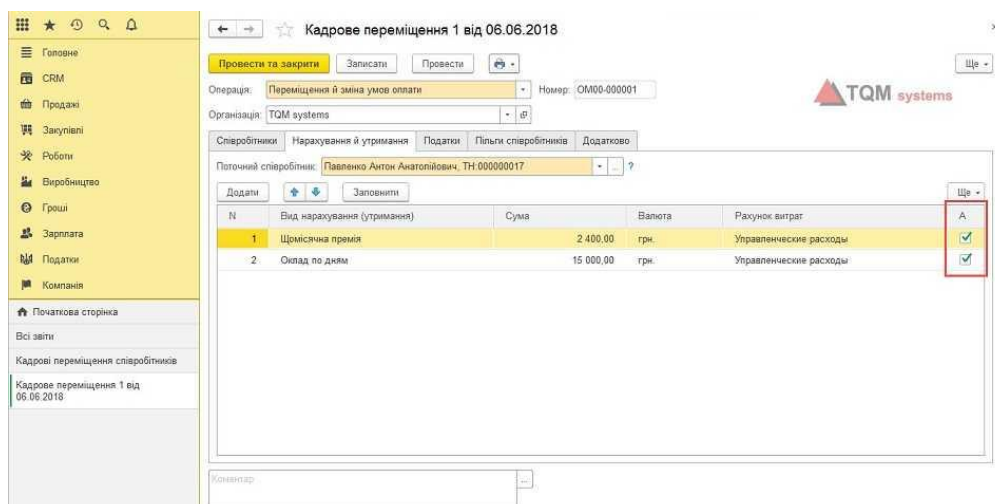 Кадрове переміщення 1 від 06.06.2018
Головне
CRM
Продажі
Закупівлі
Роботи
Виробництво
Гроші
Зарплата
Податки
Компанія
Початкова сторінка
Всі звіти
Кадрові переміщення співробітників
Кадрове переміщення 1 від
06.06.2018
Провести та закрити Записати Провести Ще
Операція: Переміщення й зміна умов оплати Номер: ОМ00-000001
TQM systems
Організація: TQM systems
Співробітники Нарахування й утримання Податки Пільги співробітників Додатково
Поточний співробітник: Павленко Антон Анатолійович, ТН:000000017 ... ?
Додати Заповнити Ще
N Вид нарахування (утримання) Сума Валюта Рахунок витрат А
1 Щомісячна премія 2 400,00 грн. Управленческие расходы
2 Оклад по дням 15 000,00 грн. Управленческие расходы
Коментар ...